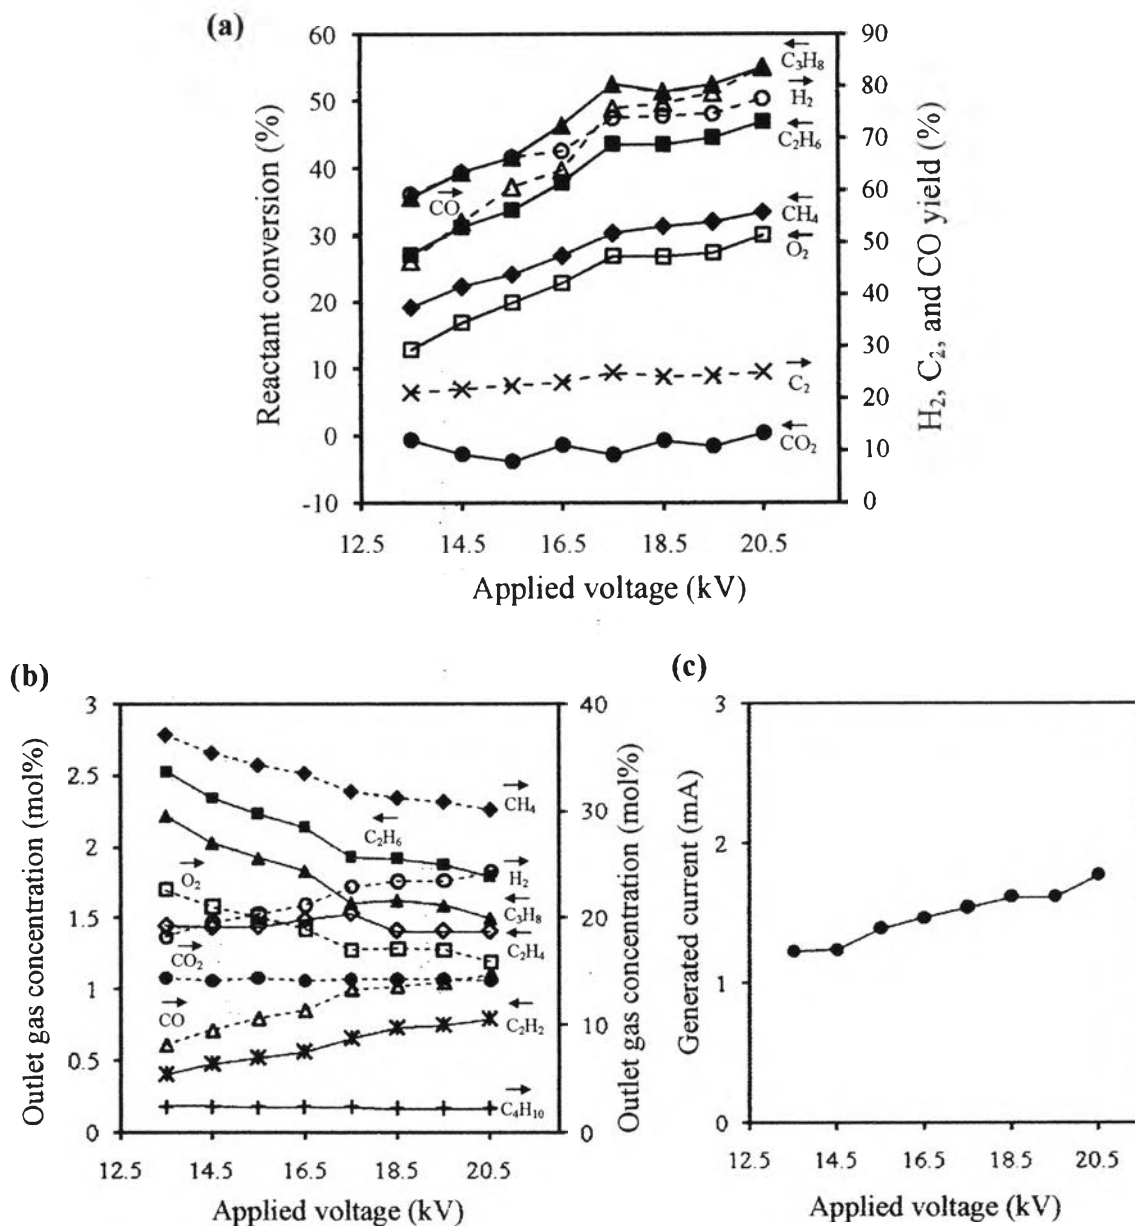 (a)
60
50
40
30
20
10
0
-10
Reactant conversion (%)
90
80
70
60
50
40
30
20
10
0
H₂, C₂, and CO yield (%)
C₃H₈
H₂
C₂H₆
CO
CH₄
O₂
C₂
CO₂
12.5 14.5 16.5 18.5 20.5
Applied voltage (kV)
(b)
3
2.5
2
1.5
1
0.5
0
Outlet gas concentration (mol%)
40
30
20
10
0
Outlet gas concentration (mol%)
CH₄
C₂H₆
O₂
H₂
C₃H₈
C₂H₄
CO₂
CO
C₂H₂
C₄H₁₀
12.5 14.5 16.5 18.5 20.5
Applied voltage (kV)
(c)
3
2
1
0
Generated current (mA)
12.5 14.5 16.5 18.5 20.5
Applied voltage (kV)